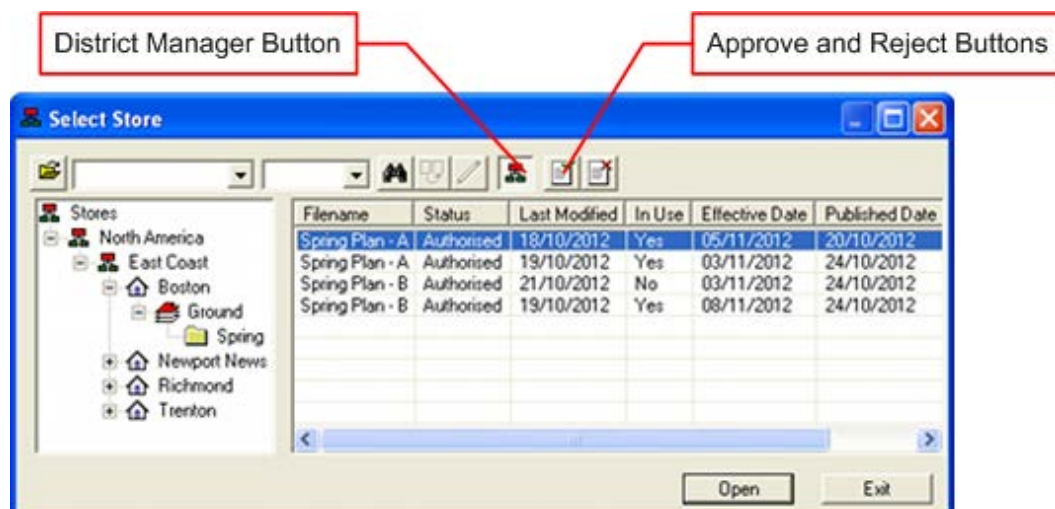 District Manager Button
Approve and Reject Buttons
Select Store
Stores
North America
East Coast
Boston
Ground
Spring
Newport News
Richmond
Trenton
Filename Status Last Modified In Use Effective Date Published Date
Spring Plan - A Authorised 18/10/2012 Yes 05/11/2012 20/10/2012
Spring Plan - A Authorised 19/10/2012 Yes 03/11/2012 24/10/2012
Spring Plan - B Authorised 21/10/2012 No 03/11/2012 24/10/2012
Spring Plan - B Authorised 19/10/2012 Yes 08/11/2012 24/10/2012
Open Exit